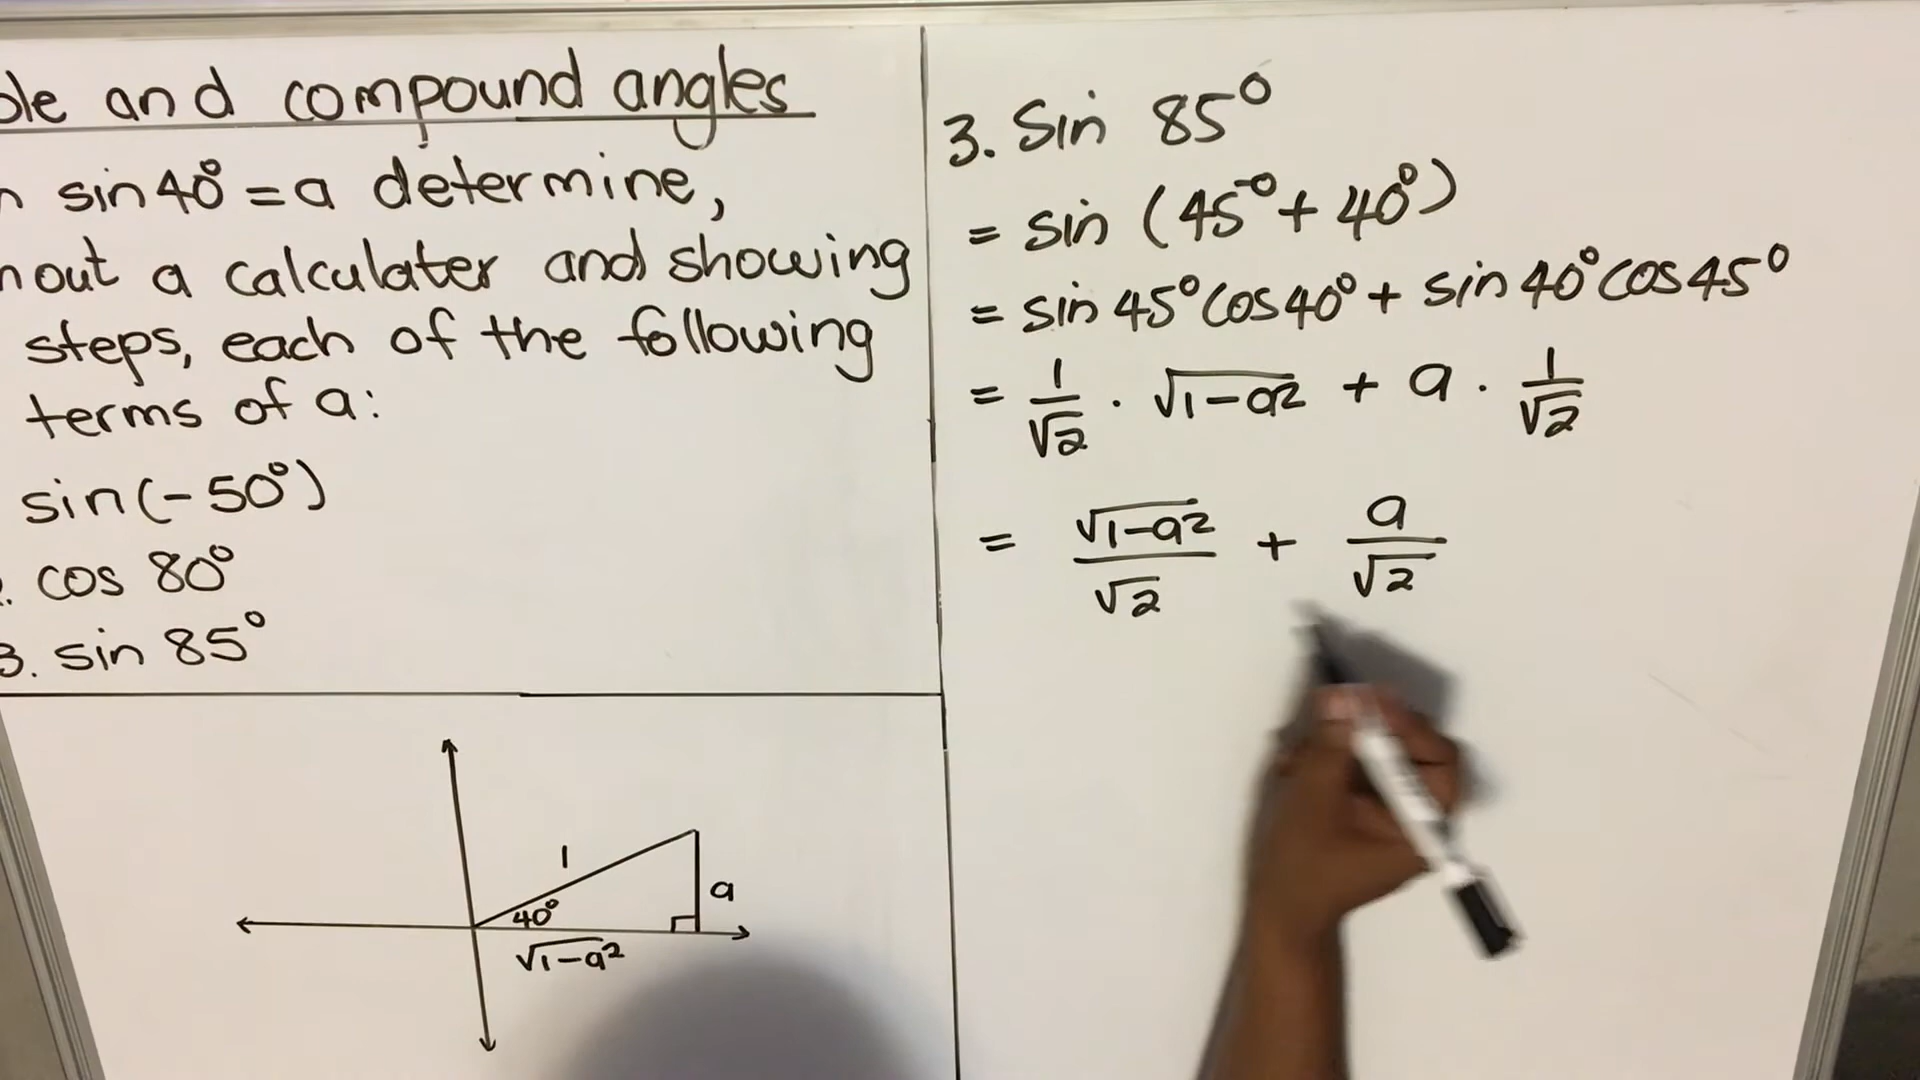 and compound angles
sin 40° = a determine,
out a calculater and showing
steps, each of the following
terms of a:
sin(-50°)
. cos 80°
3. sin 85°
1
a
40°
√1-a²
3. Sin 85°
= sin (45° + 40°)
= sin 45° cos 40° + sin 40° cos 45°
= 1/√2 · √1-a² + a · 1/√2
= √1-a²/√2 + a/√2